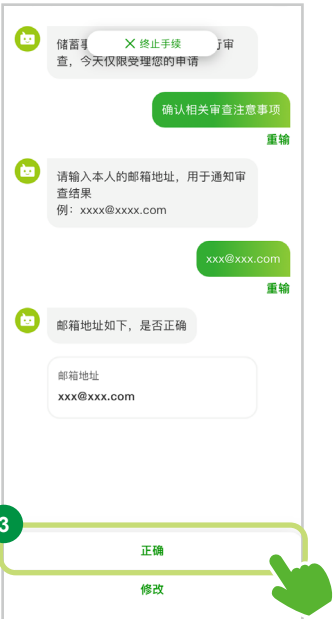 储蓄事
终止手续
行审
查，今天仅限受理您的申请
确认相关审查注意事项
重输
请输入本人的邮箱地址，用于通知审
查结果
例：xxxx@xxxx.com
xxx@xxx.com
重输
邮箱地址如下，是否正确
邮箱地址
xxx@xxx.com
3
正确
修改